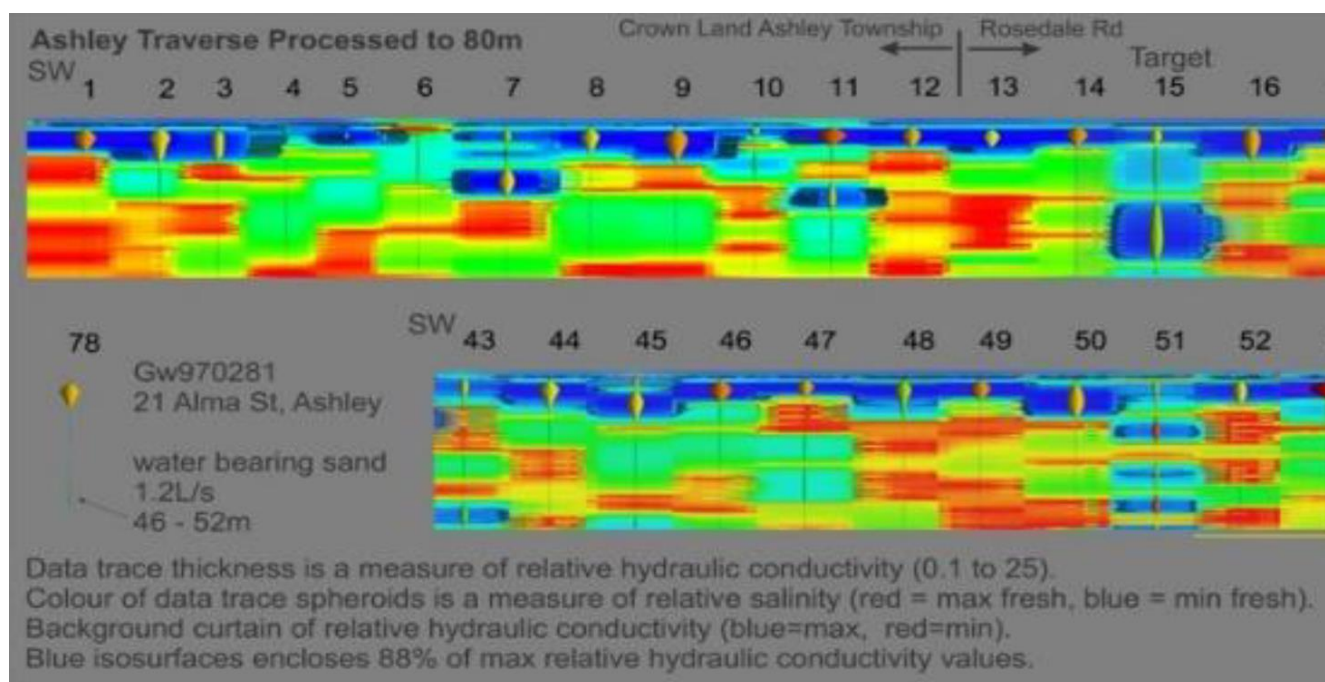 Ashley Traverse Processed to 80m
Crown Land Ashley Township
Rosedale Rd
SW
Target
1 2 3 4 5 6 7 8 9 10 11 12 13 14 15 16
SW
43 44 45 46 47 48 49 50 51 52
78
Gw970281
21 Alma St, Ashley
water bearing sand
1.2L/s
46 - 52m
Data trace thickness is a measure of relative hydraulic conductivity (0.1 to 25).
Colour of data trace spheroids is a measure of relative salinity (red = max fresh, blue = min fresh).
Background curtain of relative hydraulic conductivity (blue=max, red=min).
Blue isosurfaces encloses 88% of max relative hydraulic conductivity values.